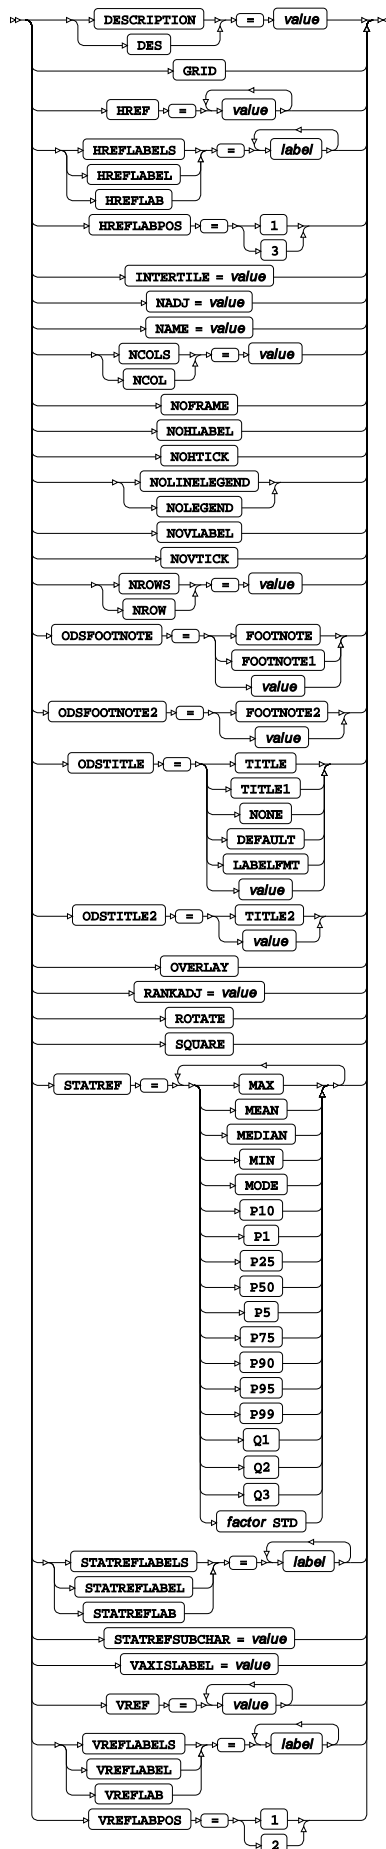 DESCRIPTION = value
DES
GRID
HREF = value
HREFLABELS = label
HREFLABEL
HREFLAB
HREFLABPOS = 1
3
INTERTILE = value
NADJ = value
NAME = value
NCOLS = value
NCOL
NOFRAME
NOHLABEL
NOHTICK
NOLINELEGEND
NOLEGEND
NOVLABEL
NOVTICK
NROWS = value
NROW
ODSFOOTNOTE = FOOTNOTE
FOOTNOTE1
value
ODSFOOTNOTE2 = FOOTNOTE2
value
ODSTITLE = TITLE
TITLE1
NONE
DEFAULT
LABELFMT
value
ODSTITLE2 = TITLE2
value
OVERLAY
RANKADJ = value
ROTATE
SQUARE
STATREF = MAX
MEAN
MEDIAN
MIN
MODE
P10
P1
P25
P50
P5
P75
P90
P95
P99
Q1
Q2
Q3
factor STD
STATREFLABELS = label
STATREFLABEL
STATREFLAB
STATREFSUBCHAR = value
VAXISLABEL = value
VREF = value
VREFLABELS = label
VREFLABEL
VREFLAB
VREFLABPOS = 1
2